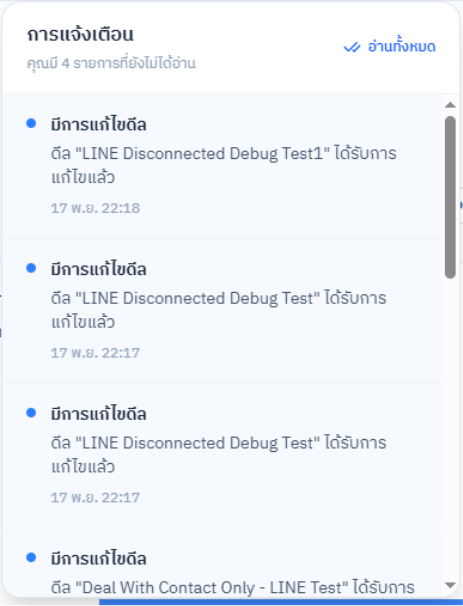 การแจ้งเตือน
คุณมี 4 รายการที่ยังไม่ได้อ่าน
อ่านทั้งหมด
มีการแก้ไขดีล
ดีล "LINE Disconnected Debug Test1" ได้รับการ
แก้ไขแล้ว
17 พ.ย. 22:18
มีการแก้ไขดีล
ดีล "LINE Disconnected Debug Test" ได้รับการ
แก้ไขแล้ว
17 พ.ย. 22:17
มีการแก้ไขดีล
ดีล "LINE Disconnected Debug Test" ได้รับการ
แก้ไขแล้ว
17 พ.ย. 22:17
มีการแก้ไขดีล
ดีล "Deal With Contact Only - LINE Test" ได้รับการ